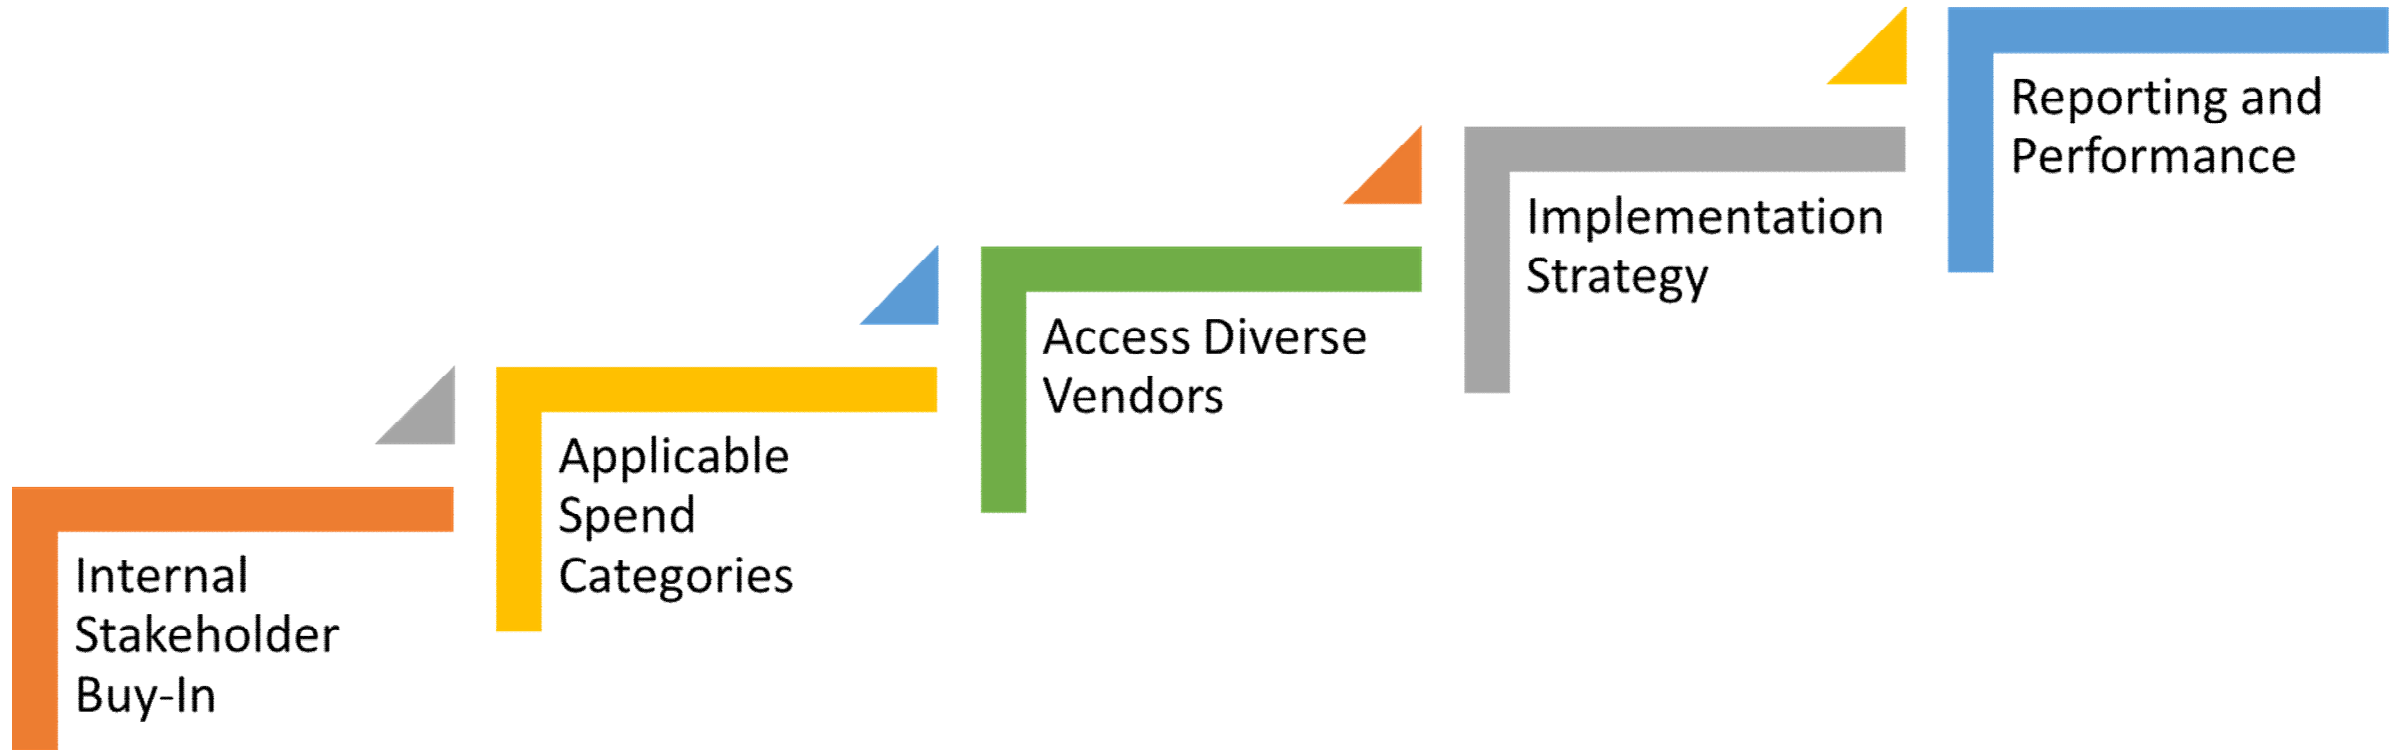 Internal
Stakeholder
Buy-In
Applicable
Spend
Categories
Access Diverse
Vendors
Implementation
Strategy
Reporting and
Performance